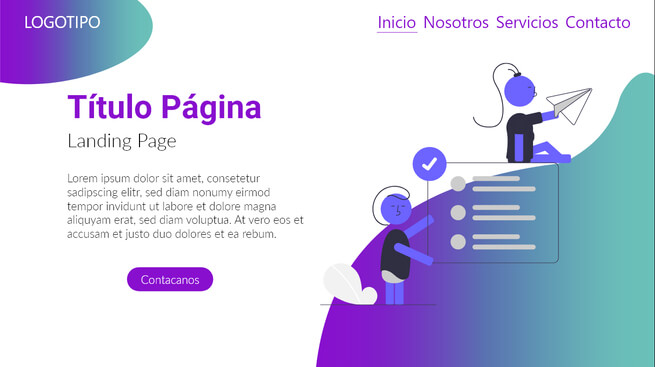 LOGOTIPO
Inicio Nosotros Servicios Contacto
Título Página
Landing Page
Lorem ipsum dolor sit amet, consetetur
sadipscing elitr, sed diam nonumy eirmod
tempor invidunt ut labore et dolore magna
aliquyam erat, sed diam voluptua. At vero eos et
accusam et justo duo dolores et ea rebum.
Contacanos